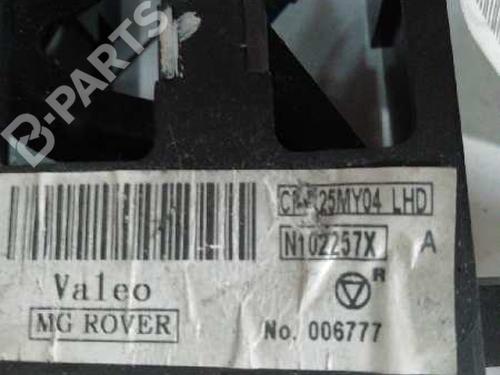 B-PARTS
25MY04 LHD
N102257X A
Valeo
R
MG ROVER
No. 006777